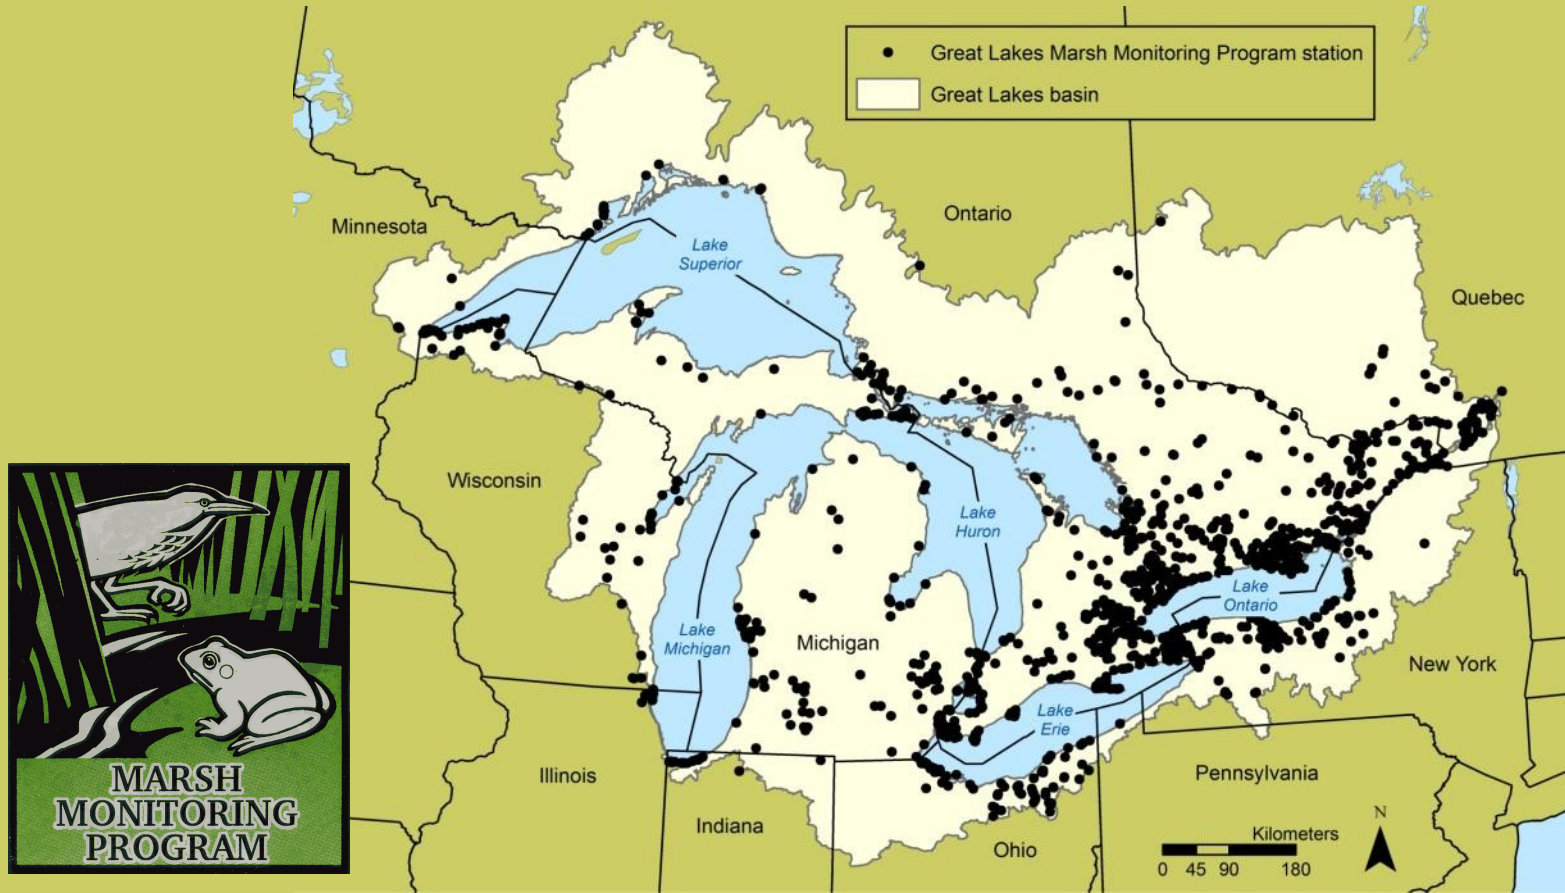 Great Lakes Marsh Monitoring Program station
Great Lakes basin
Minnesota
Ontario
Quebec
Lake
Superior
Wisconsin
Lake
Huron
Lake
Ontario
Lake
Michigan
Michigan
New York
Lake
Erie
Illinois
Pennsylvania
Indiana
Ohio
N
Kilometers
0 45 90 180
MARSH
MONITORING
PROGRAM